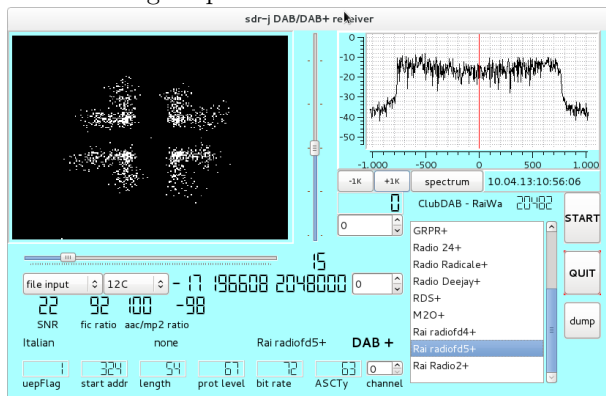 sdr-j DAB/DAB+ receiver
0
-10
-20
-30
-40
-50
-1.000 -500 0 500 1.000
-1K +1K spectrum 10.04.13:10:56:06
0 ClubDAB - RaiWa 20482 START
0
GRPR+
Radio 24+
Radio Radicale+
Radio Deejay+
RDS+
M2O+
Rai radiofd4+
Rai radiofd5+
Rai Radio2+
QUIT
dump
15
file input 12C - 17 196608 2048000 0
22 92 100 -98
SNR fic ratio aac/mp2 ratio
Italian none Rai radiofd5+ DAB +
1 324 54 67 72 63 0
uepFlag start addr length prot level bit rate ASCTy channel